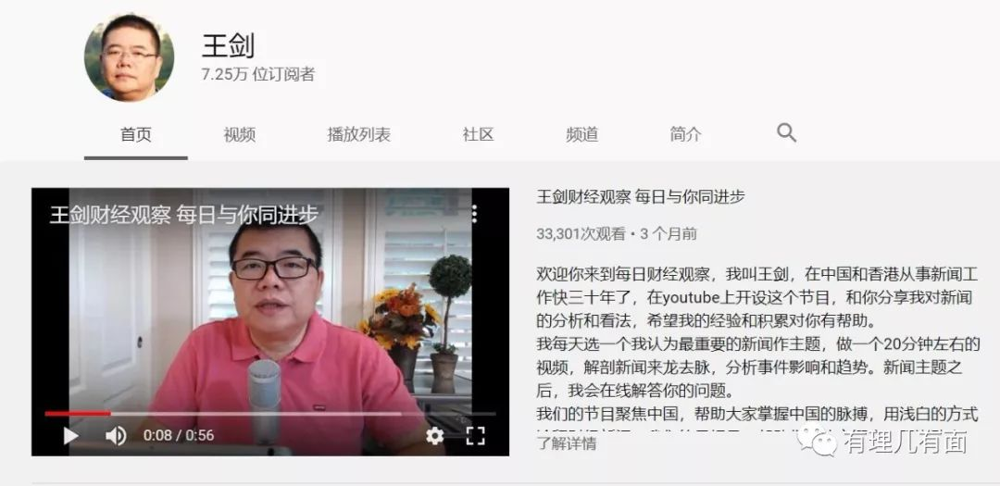 王剑
7.25万 位订阅者
首页
视频
播放列表
社区
频道
简介
王剑财经观察 每日与你同进步
0:08 / 0:56
王剑财经观察 每日与你同进步
33,301次观看 • 3 个月前
欢迎你来到每日财经观察，我叫王剑，在中国和香港从事新闻工
作快三十年了，在youtube上开设这个节目，和你分享我对新闻
的分析和看法，希望我的经验和积累对你有帮助。
我每天选一个我认为最重要的新闻作主题，做一个20分钟左右的
视频，解剖新闻来龙去脉，分析事件影响和趋势。新闻主题之
后，我会在线解答你的问题。
我们的节目聚焦中国，帮助大家掌握中国的脉搏，用浅白的方式
了解详情
有理几有面